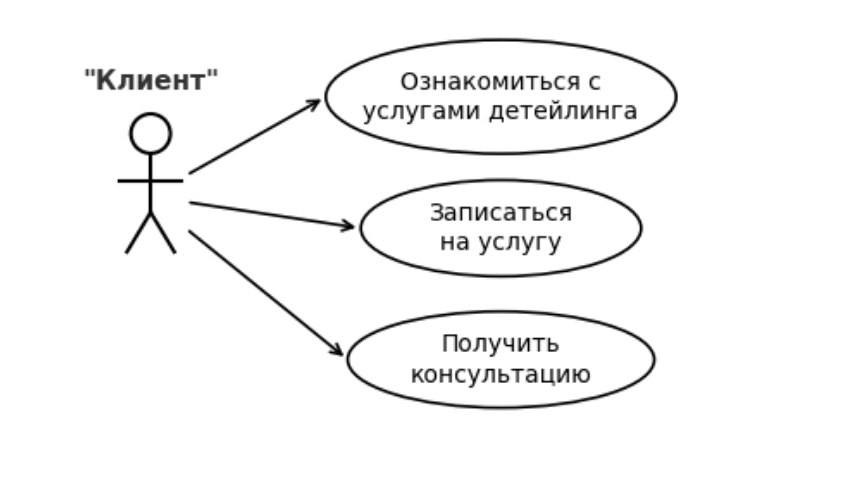 "Клиент"
Ознакомиться с
услугами детейлинга
Записаться
на услугу
Получить
консультацию